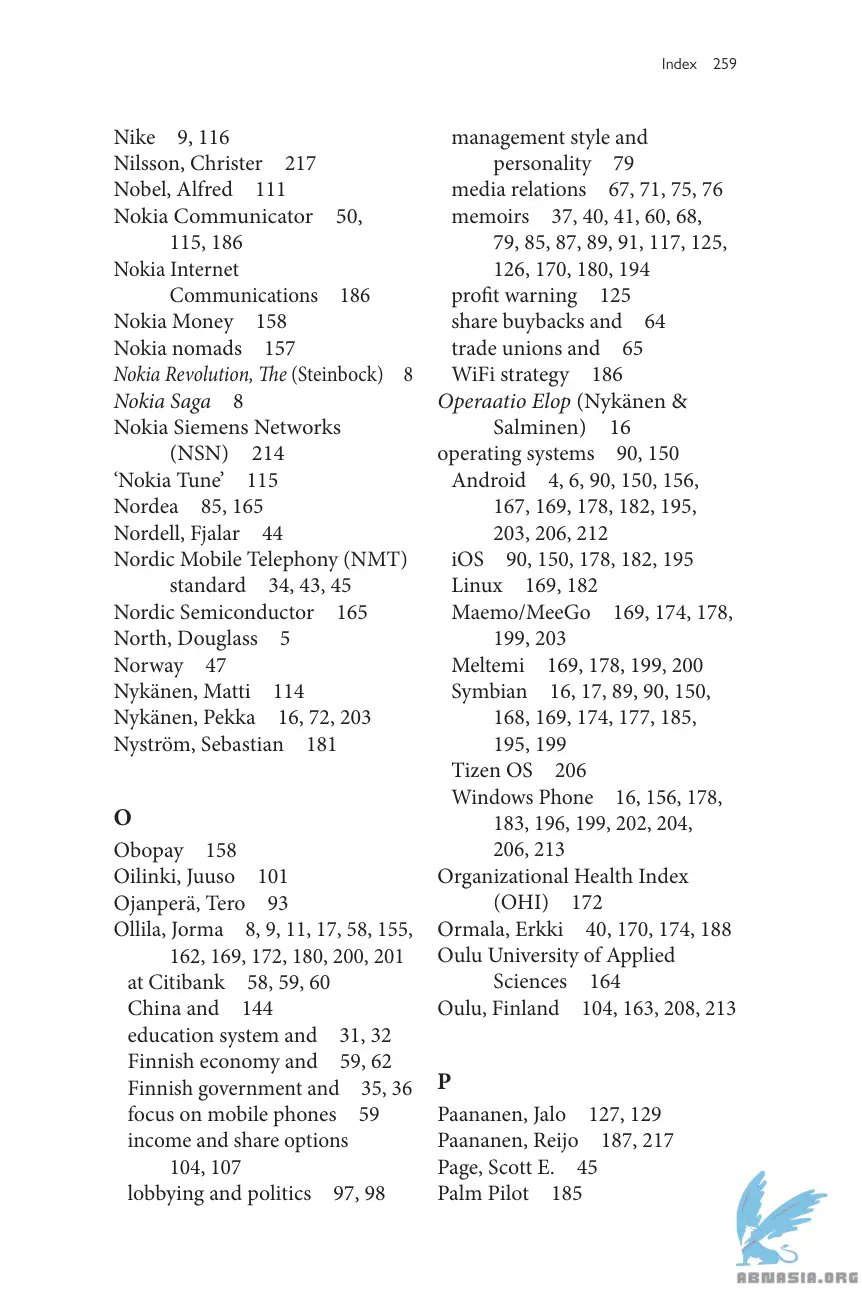 Index 259
Nike 9, 116
Nilsson, Christer 217
Nobel, Alfred 111
Nokia Communicator 50,
115, 186
Nokia Internet
Communications 186
Nokia Money 158
Nokia nomads 157
Nokia Revolution, The (Steinbock) 8
Nokia Saga 8
Nokia Siemens Networks
(NSN) 214
‘Nokia Tune’ 115
Nordea 85, 165
Nordell, Fjalar 44
Nordic Mobile Telephony (NMT)
standard 34, 43, 45
Nordic Semiconductor 165
North, Douglass 5
Norway 47
Nykänen, Matti 114
Nykänen, Pekka 16, 72, 203
Nyström, Sebastian 181
O
Obopay 158
Oilinki, Juuso 101
Ojanperä, Tero 93
Ollila, Jorma 8, 9, 11, 17, 58, 155,
162, 169, 172, 180, 200, 201
at Citibank 58, 59, 60
China and 144
education system and 31, 32
Finnish economy and 59, 62
Finnish government and 35, 36
focus on mobile phones 59
income and share options
104, 107
lobbying and politics 97, 98
management style and
personality 79
media relations 67, 71, 75, 76
memoirs 37, 40, 41, 60, 68,
79, 85, 87, 89, 91, 117, 125,
126, 170, 180, 194
profit warning 125
share buybacks and 64
trade unions and 65
WiFi strategy 186
Operaatio Elop (Nykänen &
Salminen) 16
operating systems 90, 150
Android 4, 6, 90, 150, 156,
167, 169, 178, 182, 195,
203, 206, 212
iOS 90, 150, 178, 182, 195
Linux 169, 182
Maemo/MeeGo 169, 174, 178,
199, 203
Meltemi 169, 178, 199, 200
Symbian 16, 17, 89, 90, 150,
168, 169, 174, 177, 185,
195, 199
Tizen OS 206
Windows Phone 16, 156, 178,
183, 196, 199, 202, 204,
206, 213
Organizational Health Index
(OHI) 172
Ormala, Erkki 40, 170, 174, 188
Oulu University of Applied
Sciences 164
Oulu, Finland 104, 163, 208, 213
P
Paananen, Jalo 127, 129
Paananen, Reijo 187, 217
Page, Scott E. 45
Palm Pilot 185
ABNASIA.ORG